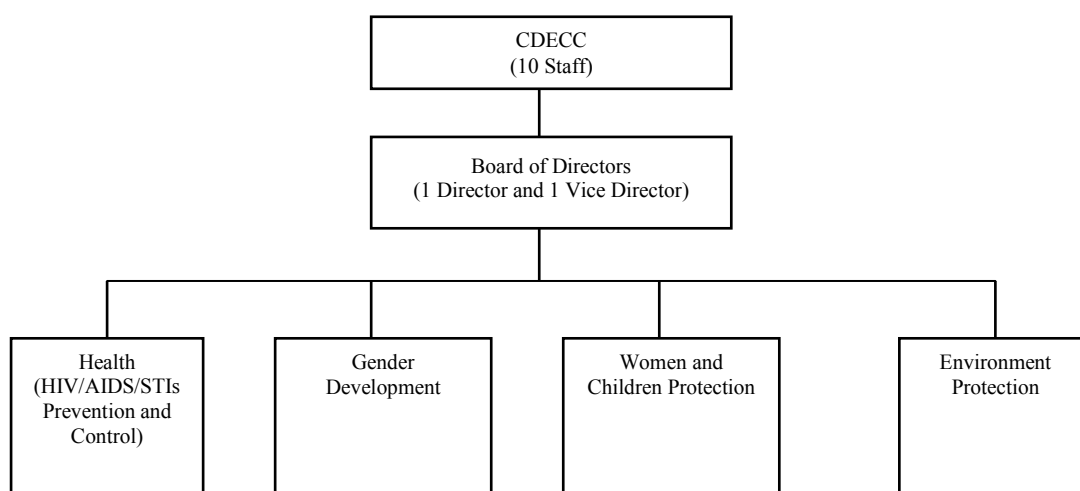 CDECC
(10 Staff)
Board of Directors
(1 Director and 1 Vice Director)
Health
(HIV/AIDS/STIs
Prevention and
Control)
Gender
Development
Women and
Children Protection
Environment
Protection